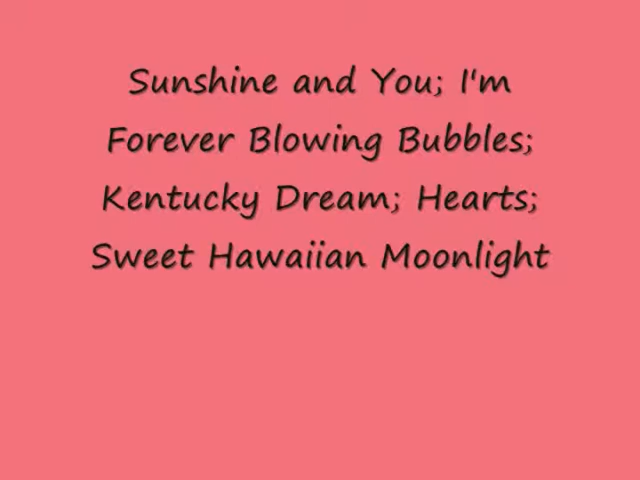 Sunshine and You; I'm
Forever Blowing Bubbles;
Kentucky Dream; Hearts;
Sweet Hawaiian Moonlight